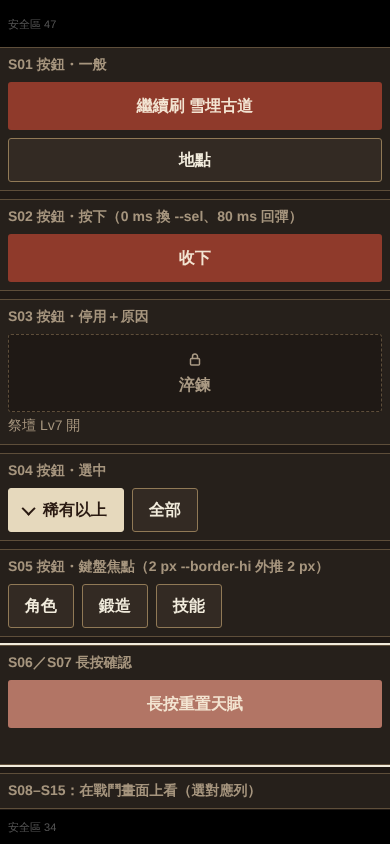 安全區 47
S01 按鈕・一般
繼續刷 雪埋古道
地點
S02 按鈕・按下（0 ms 換 --sel、80 ms 回彈）
收下
S03 按鈕・停用＋原因
淬鍊
祭壇 Lv7 開
S04 按鈕・選中
稀有以上
全部
S05 按鈕・鍵盤焦點（2 px --border-hi 外推 2 px）
角色
鍛造
技能
S06／S07 長按確認
長按重置天賦
S08–S15：在戰鬥畫面上看（選對應列）
安全區 34